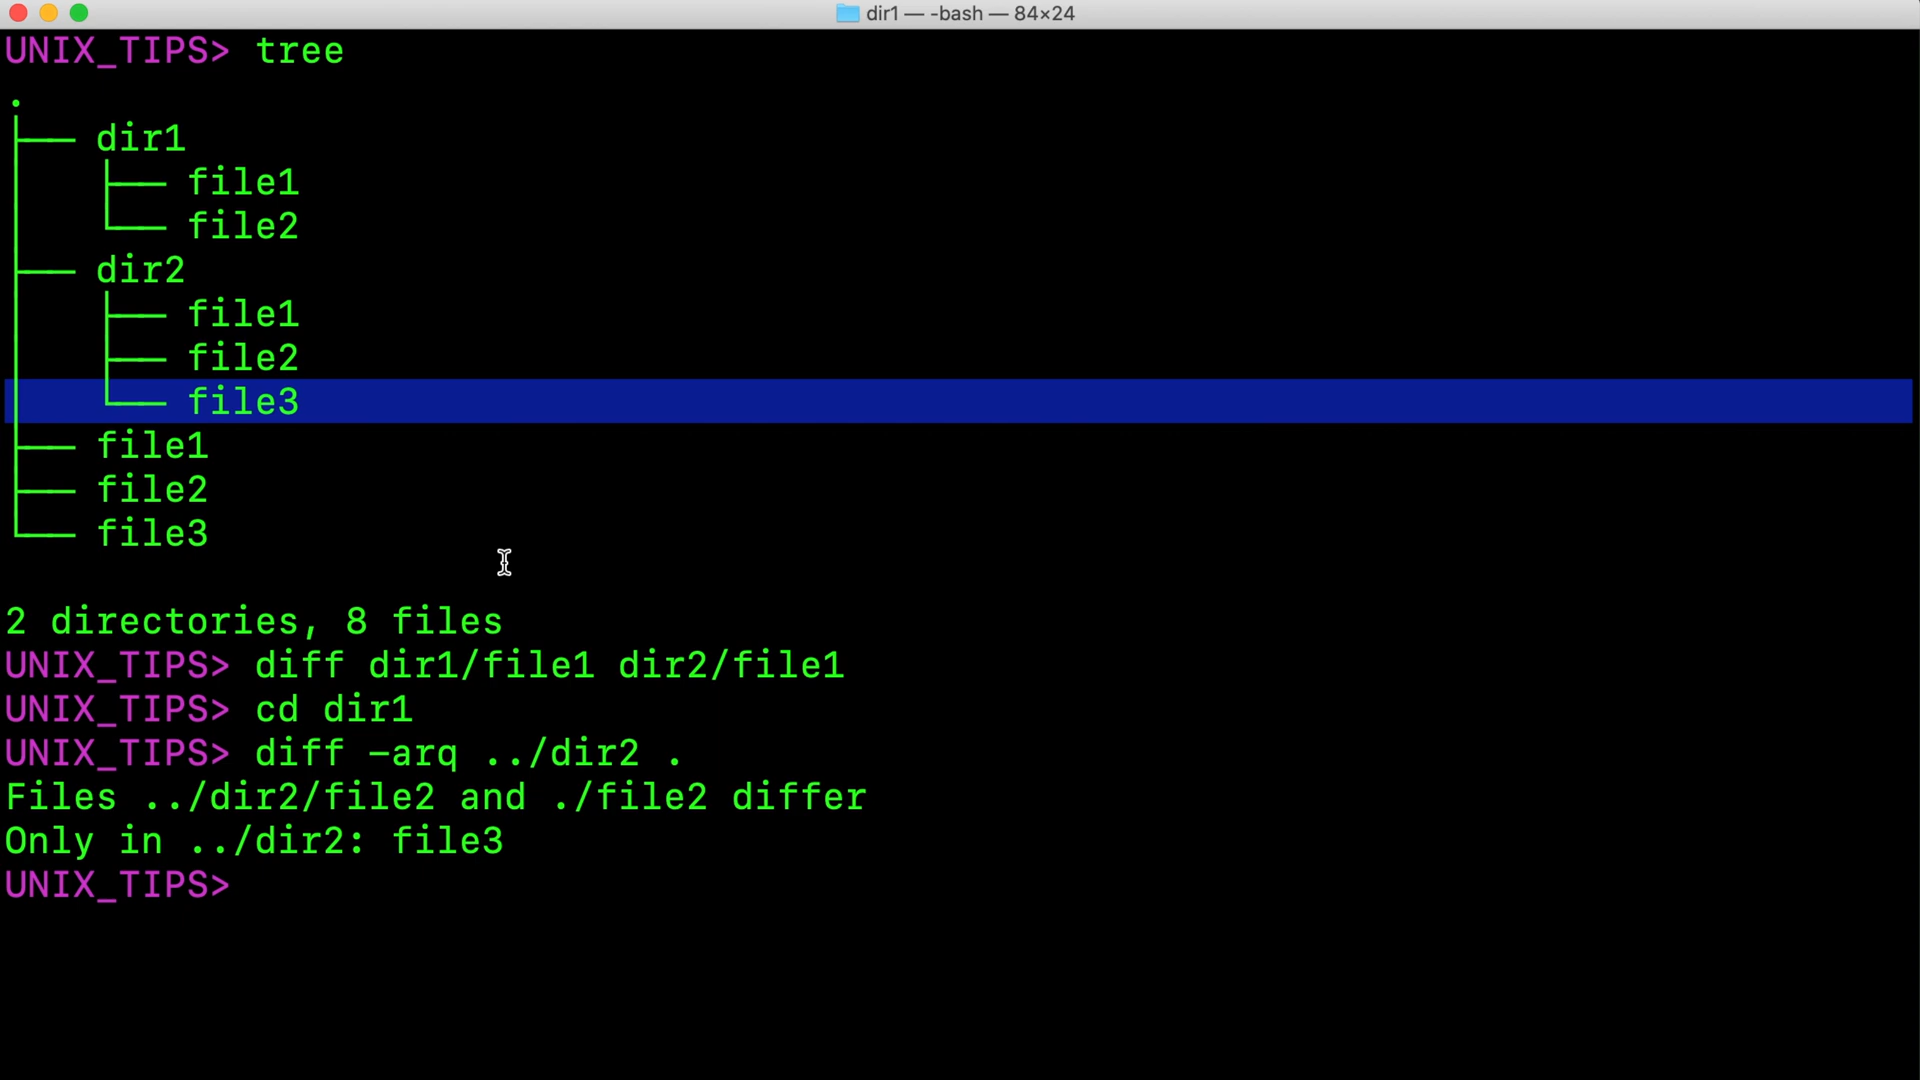 dir1 — -bash — 84×24
UNIX_TIPS> tree
.
├── dir1
│   ├── file1
│   └── file2
├── dir2
│   ├── file1
│   ├── file2
│   └── file3
├── file1
├── file2
└── file3
2 directories, 8 files
UNIX_TIPS> diff dir1/file1 dir2/file1
UNIX_TIPS> cd dir1
UNIX_TIPS> diff -arq ../dir2 .
Files ../dir2/file2 and ./file2 differ
Only in ../dir2: file3
UNIX_TIPS>